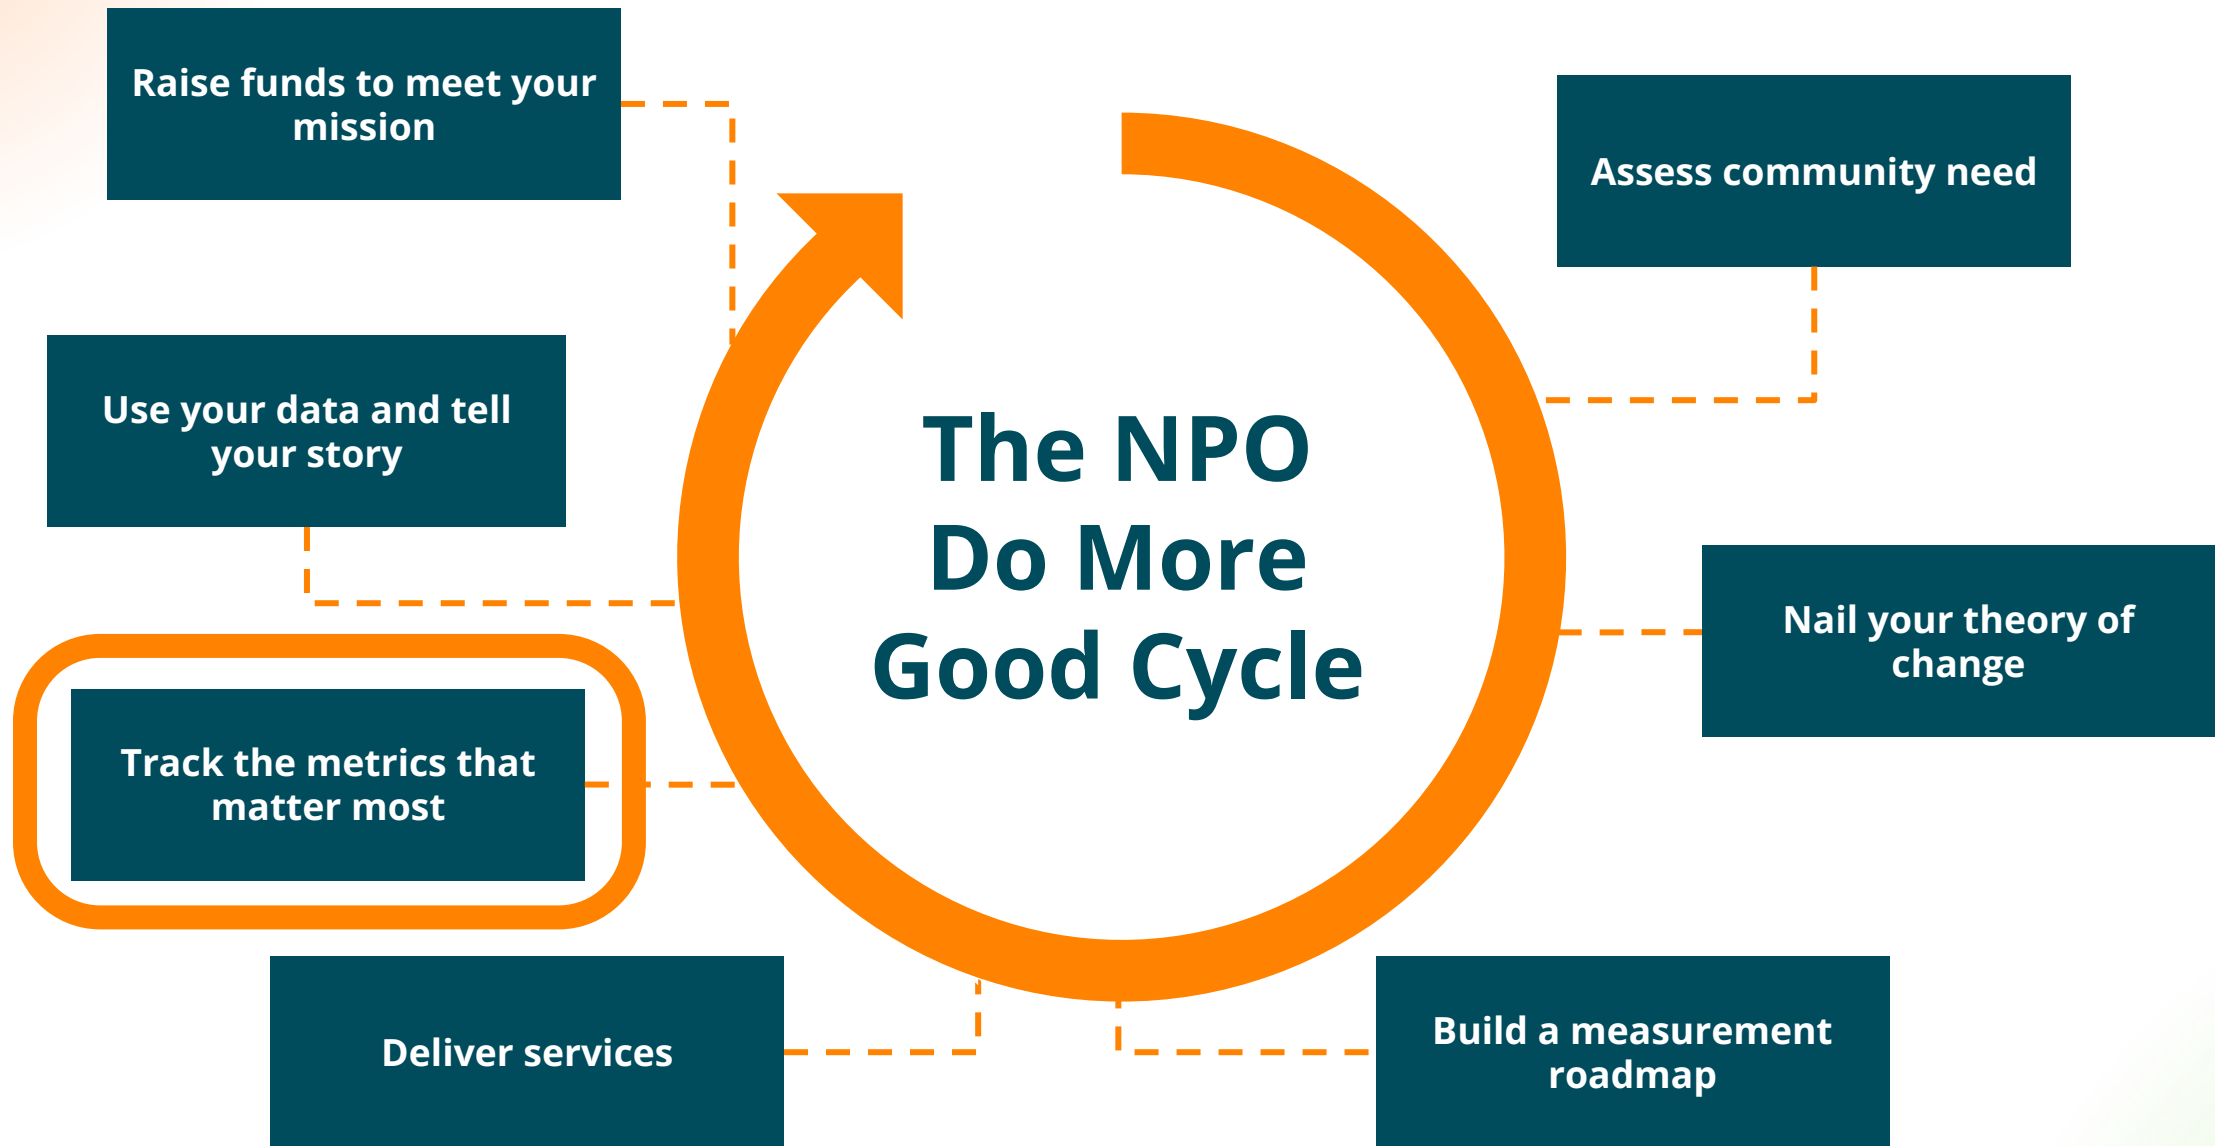 Raise funds to meet your
mission
Assess community need
Use your data and tell
your story
The NPO
Do More
Good Cycle
Nail your theory of
change
Track the metrics that
matter most
Deliver services
Build a measurement
roadmap